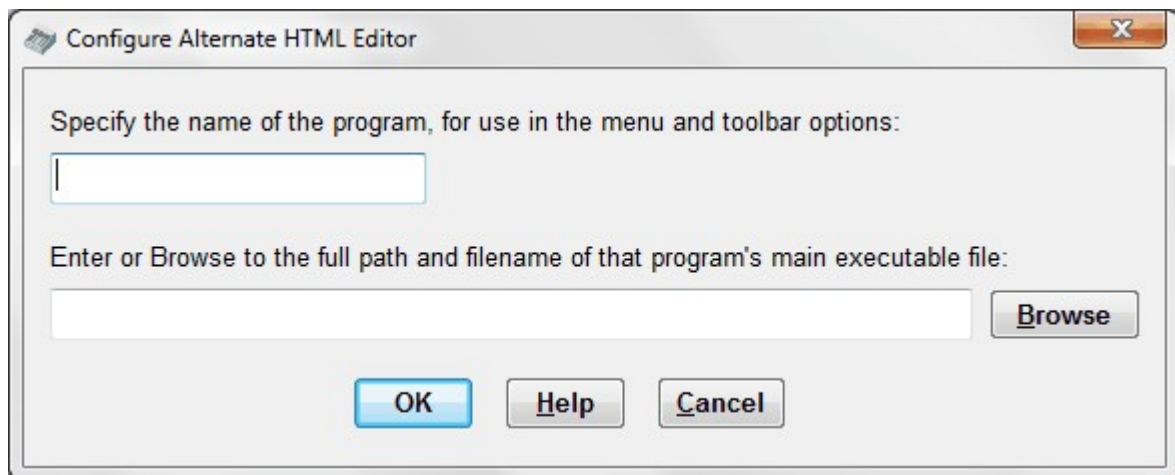 Configure Alternate HTML Editor
Specify the name of the program, for use in the menu and toolbar options:
Enter or Browse to the full path and filename of that program's main executable file:
Browse
OK Help Cancel